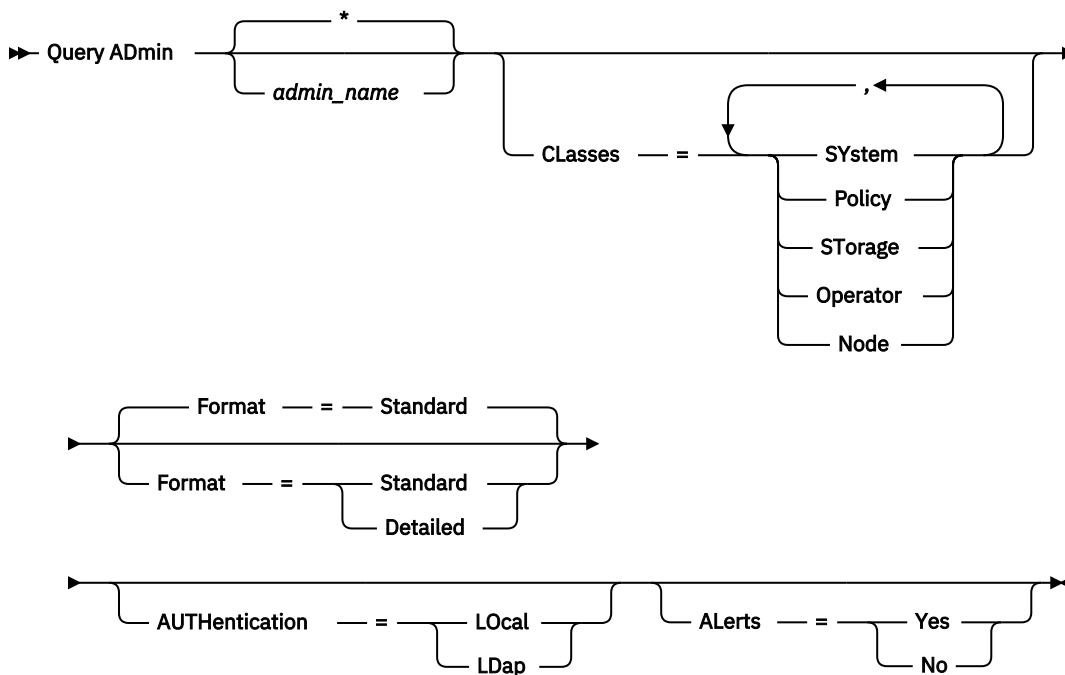 *
Query ADmin
admin_name
,
CLasses = SYstem
Policy
STorage
Operator
Node
Format = Standard
Format = Standard
Detailed
AUTHentication = LOcal
LDap
ALerts = Yes
No